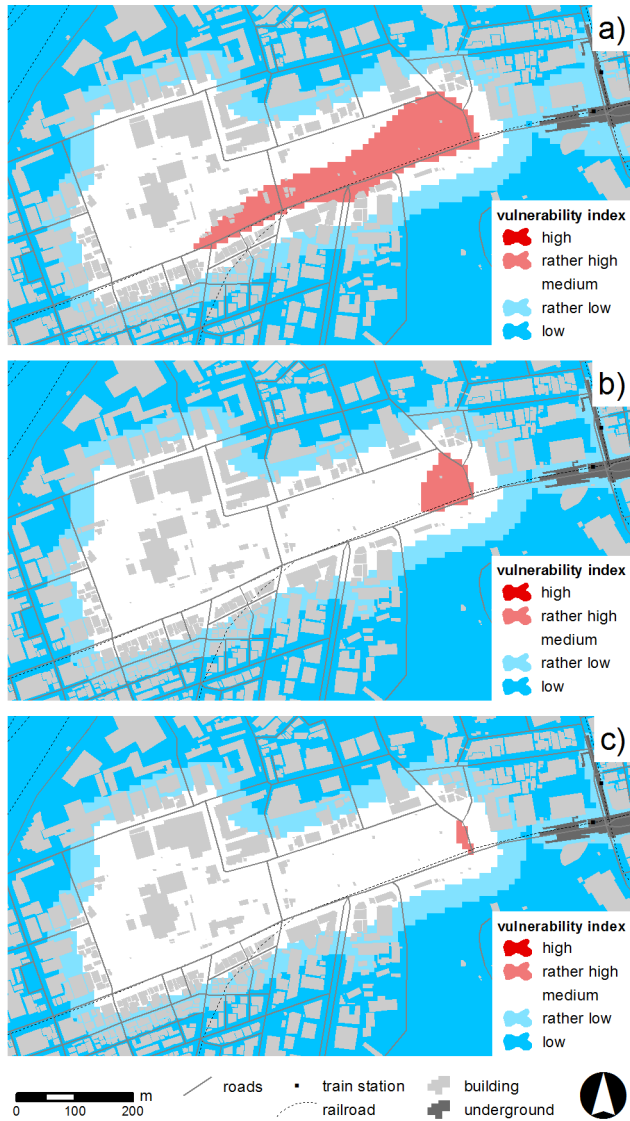 a)
vulnerability index
high
rather high
medium
rather low
low
b)
vulnerability index
high
rather high
medium
rather low
low
c)
vulnerability index
high
rather high
medium
rather low
low
m
0 100 200
roads
railroad
train station
building
underground